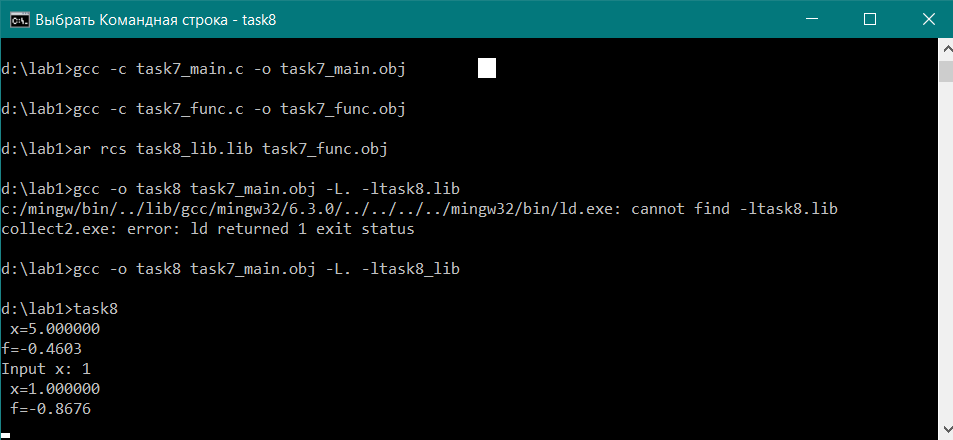 Выбрать Командная строка - task8
d:\lab1>gcc -c task7_main.c -o task7_main.obj
d:\lab1>gcc -c task7_func.c -o task7_func.obj
d:\lab1>ar rcs task8_lib.lib task7_func.obj
d:\lab1>gcc -o task8 task7_main.obj -L. -ltask8.lib
c:/mingw/bin/../lib/gcc/mingw32/6.3.0/../../../../mingw32/bin/ld.exe: cannot find -ltask8.lib
collect2.exe: error: ld returned 1 exit status
d:\lab1>gcc -o task8 task7_main.obj -L. -ltask8_lib
d:\lab1>task8
x=5.000000
f=-0.4603
Input x: 1
x=1.000000
f=-0.8676